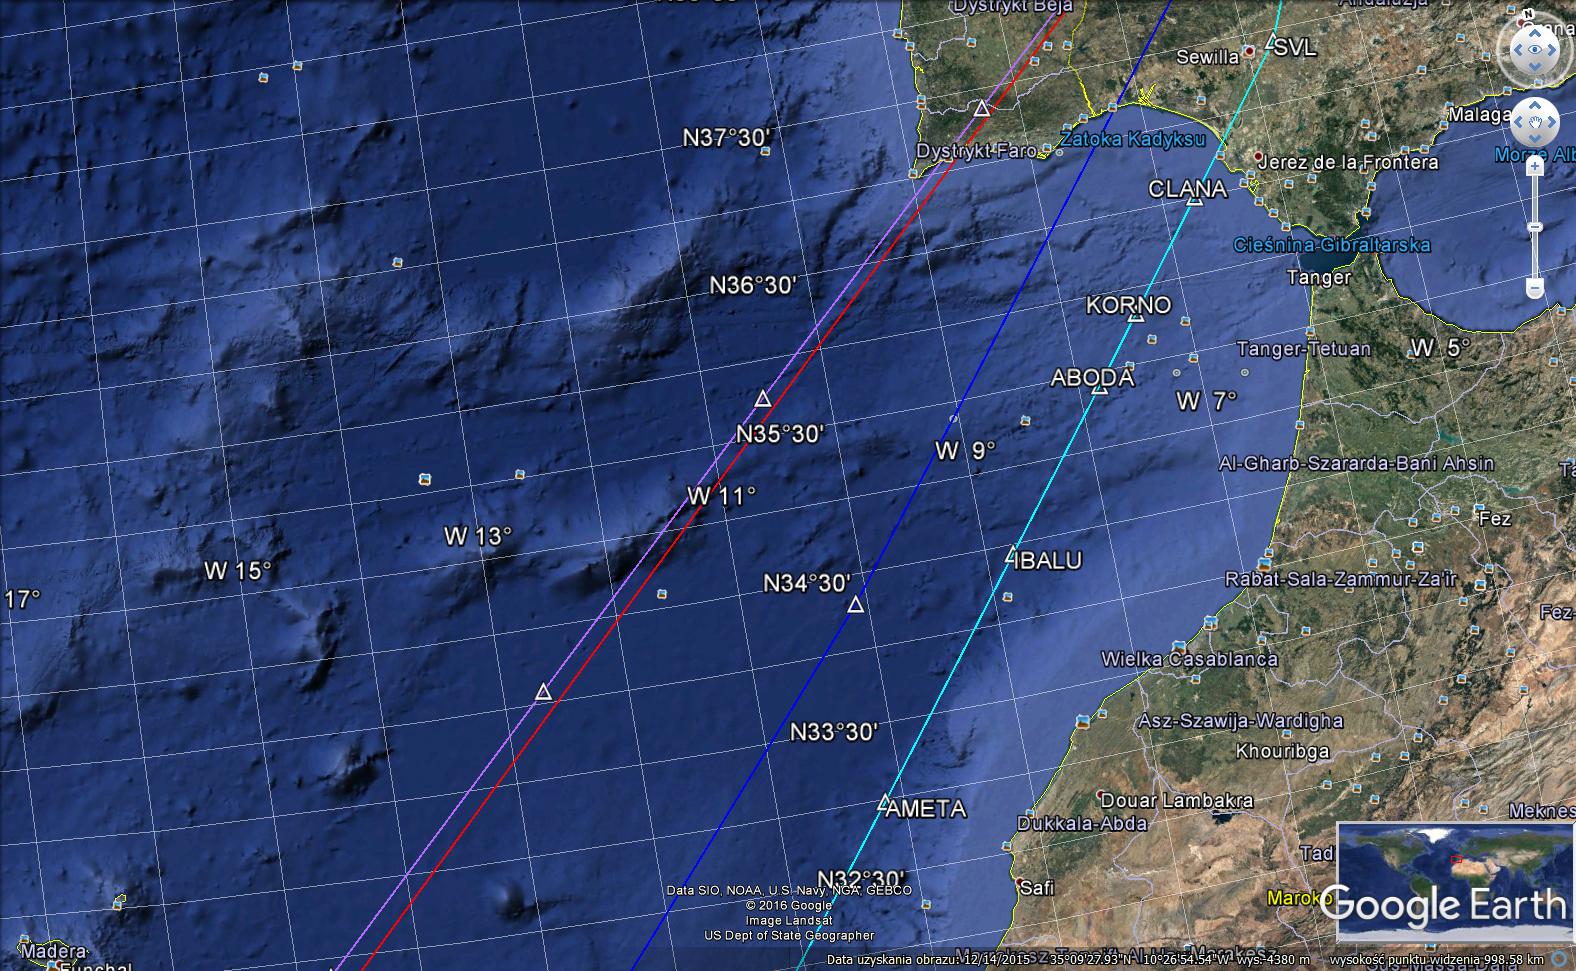 Dystrykt Beja
Andaluzja
N
Sewilla
SVL
Malaga
N37°30'
Zatoka Kadyksu
Dystrykt Faro
Jerez de la Frontera
CLANA
Cieśnina Gibraltarska
Tanger
N36°30'
KORNO
Tanger-Tetuan
W 5°
ABODA
W 7°
N35°30'
W 9°
Al-Gharb-Szararda-Bani Ahsin
W 11°
Fez
W 13°
IBALU
W 15°
N34°30'
Rabat-Sala-Zammur-Za'ir
17°
Fez-
Wielka Casablanca
Asz-Szawija-Wardigha
N33°30'
Khouribga
AMETA
Douar Lambakra
Meknes
Dukkala-Abda
Tad
N32°30'
Safi
Data SIO, NOAA, U.S. Navy, NGA, GEBCO
© 2016 Google
Image Landsat
US Dept of State Geographer
Maroko
Google Earth
Madera
Funchal
Data uzyskania obrazu: 12/14/2015 35°09'27.93"N 10°26'54.54"W wys. -4380 m wysokość punktu widzenia 998.58 km